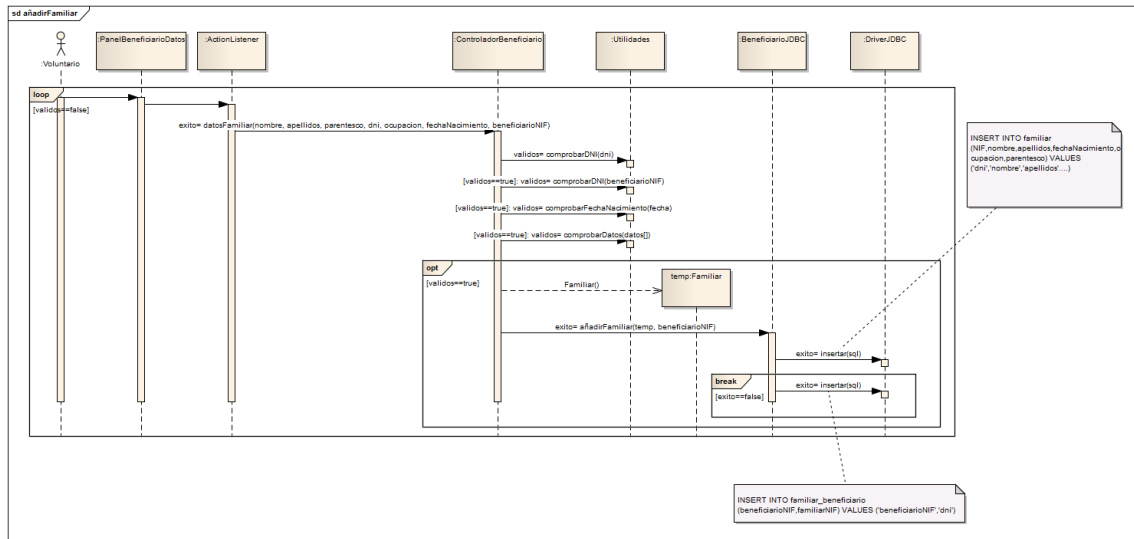 sd añadirFamiliar
:Voluntario
:PanelBeneficiarioDatos
:ActionListener
:ControladorBeneficiario
:Utilidades
:BeneficiarioJDBC
:DriverJDBC
loop
[validos==false]
exito= datosFamiliar(nombre, apellidos, parentesco, dni, ocupacion, fechaNacimiento, beneficiarioNIF)
validos= comprobarDNI(dni)
[validos==true]: validos= comprobarDNI(beneficiarioNIF)
[validos==true]: validos= comprobarFechaNacimiento(fecha)
[validos==true]: validos= comprobarDatos(datos[])
INSERT INTO familiar
(NIF,nombre,apellidos,fechaNacimiento,o
cupacion,parentesco) VALUES
('dni','nombre','apellidos'....)
opt
[validos==true]
temp:Familiar
Familiar()
exito= añadirFamiliar(temp, beneficiarioNIF)
exito= insertar(sql)
break
[exito==false]
exito= insertar(sql)
INSERT INTO familiar_beneficiario
(beneficiarioNIF,familiarNIF) VALUES ('beneficiarioNIF','dni')